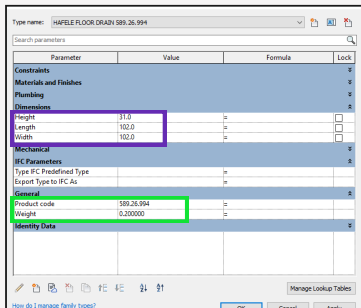 Type name: HAFELE FLOOR DRAIN 589.26.994
Search parameters
Parameter Value Formula Lock
Constraints
Materials and Finishes
Plumbing
Dimensions
Height 31.0 =
Length 102.0 =
Width 102.0 =
Mechanical
IFC Parameters
Type IFC Predefined Type =
Export Type to IFC As =
General
Product code 589.26.994 =
Weight 0.200000 =
Identity Data
Manage Lookup Tables
How do I manage family types? OK Cancel Apply